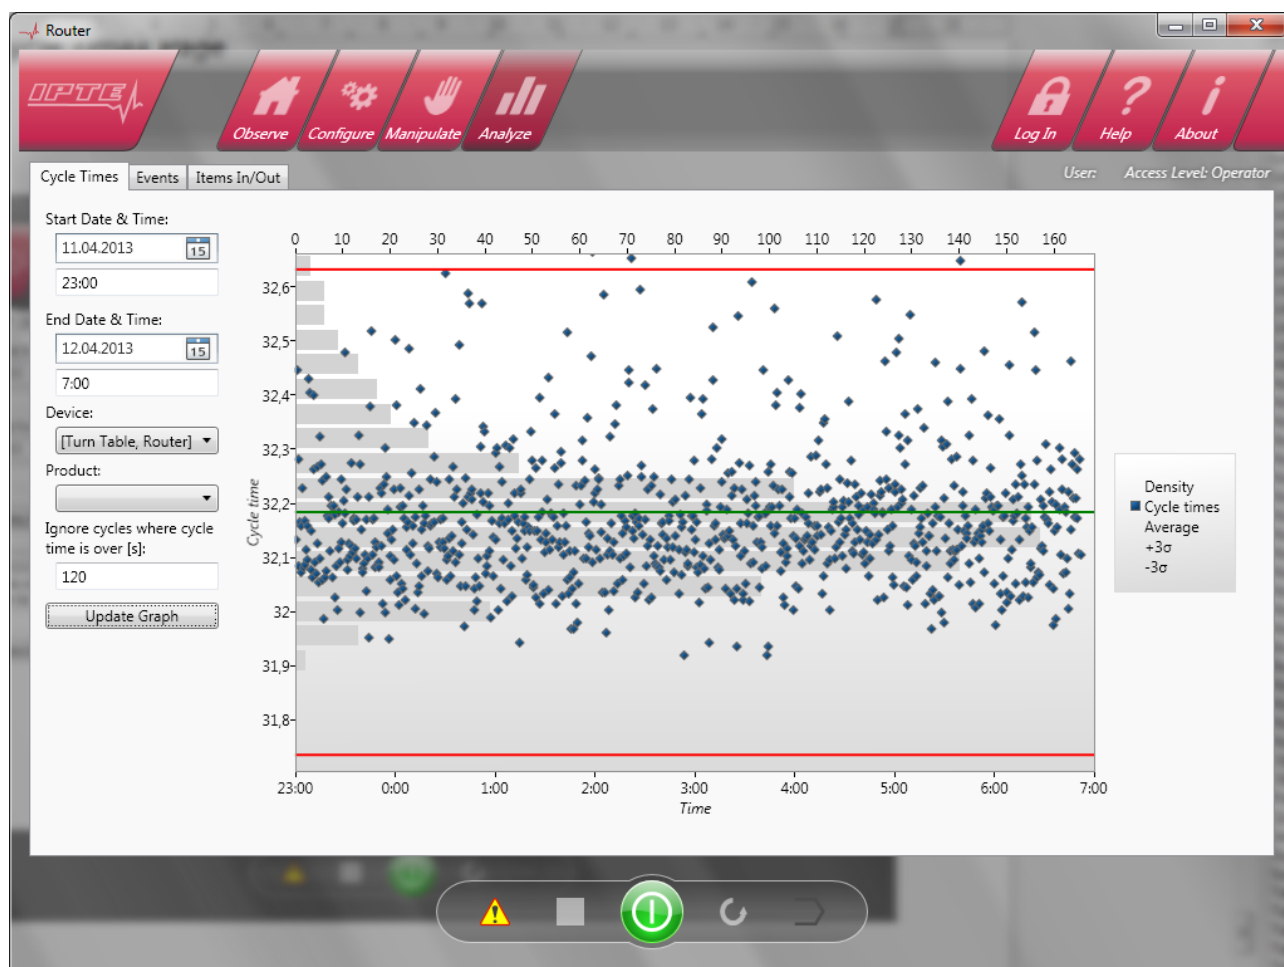 Router
IPTE
Observe
Configure
Manipulate
Analyze
Log In
Help
About
Cycle Times
Events
Items In/Out
User:
Access Level: Operator
Start Date & Time:
11.04.2013
15
23:00
End Date & Time:
12.04.2013
15
7:00
Device:
[Turn Table, Router]
Product:
Ignore cycles where cycle
time is over [s]:
120
Update Graph
0 10 20 30 40 50 60 70 80 90 100 110 120 130 140 150 160
32,6
32,5
32,4
32,3
32,2
32,1
32
31,9
31,8
Cycle time
23:00 0:00 1:00 2:00 3:00 4:00 5:00 6:00 7:00
Time
Density
Cycle times
Average
+3σ
-3σ